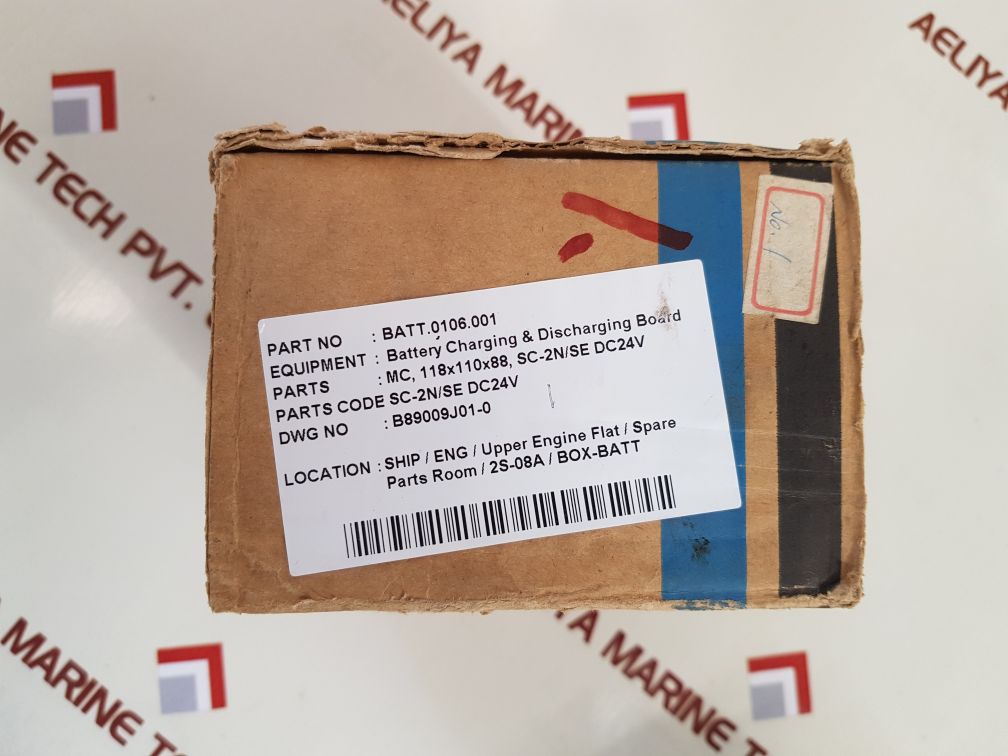 AELIYA MARINE
AELIYA
MARINE TECH PVT.
No. 1
PART NO : BATT.0106.001
EQUIPMENT : Battery Charging & Discharging Board
PARTS : MC, 118x110x88, SC-2N/SE DC24V
PARTS CODE SC-2N/SE DC24V
DWG NO : B89009J01-0
LOCATION : SHIP / ENG / Upper Engine Flat / Spare
Parts Room / 2S-08A / BOX-BATT
MARINE
MARINE